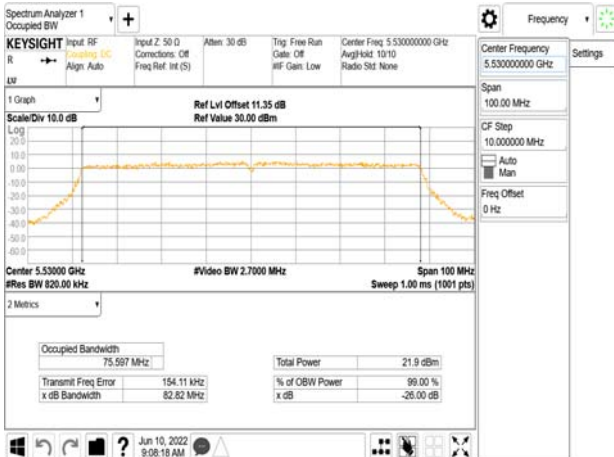 Spectrum Analyzer 1
Occupied BW
+
Frequency
KEYSIGHT
R
LXI
Input: RF
Coupling: DC
Align: Auto
Input Z: 50 Ω
Corrections: Off
Freq Ref: Int (S)
Atten: 30 dB
Trig: Free Run
Gate: Off
#IF Gain: Low
Center Freq: 5.530000000 GHz
Avg|Hold: 10/10
Radio Std: None
Center Frequency
5.530000000 GHz
Settings
Span
100.00 MHz
CF Step
10.000000 MHz
Auto
Man
Freq Offset
0 Hz
1 Graph
Scale/Div 10.0 dB
Ref Lvl Offset 11.35 dB
Ref Value 30.00 dBm
Log
20.0
10.0
0.00
-10.0
-20.0
-30.0
-40.0
-50.0
-60.0
Center 5.53000 GHz
#Res BW 820.00 kHz
#Video BW 2.7000 MHz
Span 100 MHz
Sweep 1.00 ms (1001 pts)
2 Metrics
Occupied Bandwidth
75.597 MHz
Total Power 21.9 dBm
Transmit Freq Error 154.11 kHz
% of OBW Power 99.00 %
x dB Bandwidth 82.82 MHz
x dB -26.00 dB
?
Jun 10, 2022
9:08:18 AM